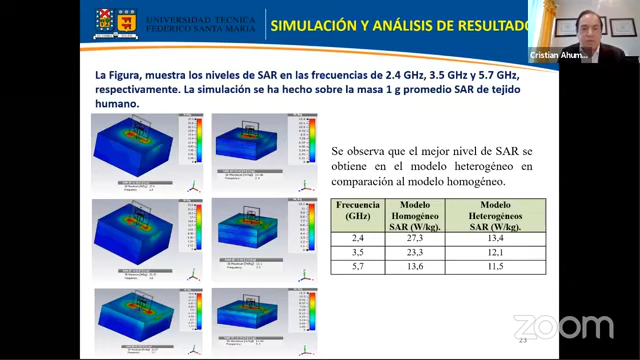 UNIVERSIDAD TECNICA
FEDERICO SANTA MARIA
SIMULACIÓN Y ANÁLISIS DE RESULTADO
Cristian Ahum...
La Figura, muestra los niveles de SAR en las frecuencias de 2.4 GHz, 3.5 GHz y 5.7 GHz,
respectivamente. La simulación se ha hecho sobre la masa 1 g promedio SAR de tejido
humano.
Se observa que el mejor nivel de SAR se
obtiene en el modelo heterogéneo en
comparación al modelo homogéneo.
Frecuencia (GHz) Modelo Homogéneo SAR (W/kg). Modelo Heterogéneos SAR (W/kg).
2,4 27,3 13,4
3,5 23,3 12,1
5,7 13,6 11,5
zoom
23